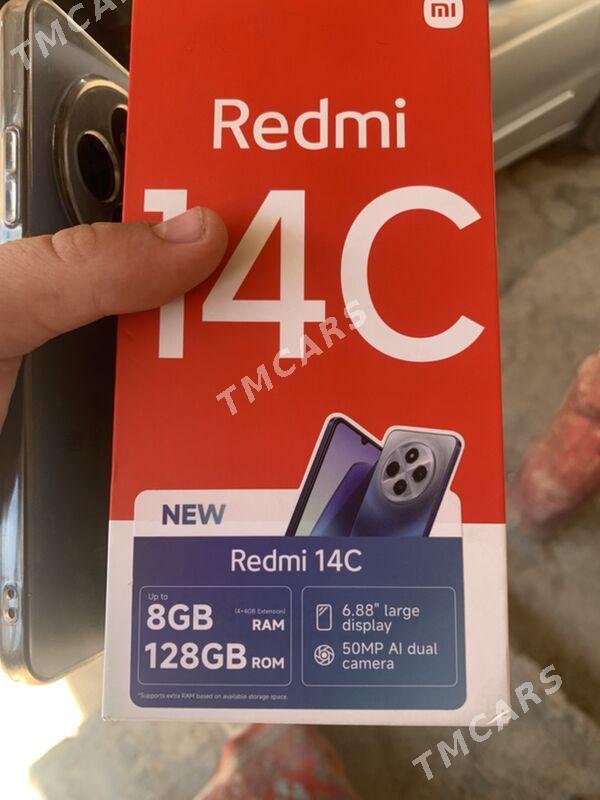 TMCARS
mi
Redmi
14C
TMCARS
NEW
Redmi 14C
Up to
8GB (4+4GB Extension) RAM
128GB ROM
6.88" large
display
50MP AI dual
camera
*Supports extra RAM based on available storage space.
TMCARS